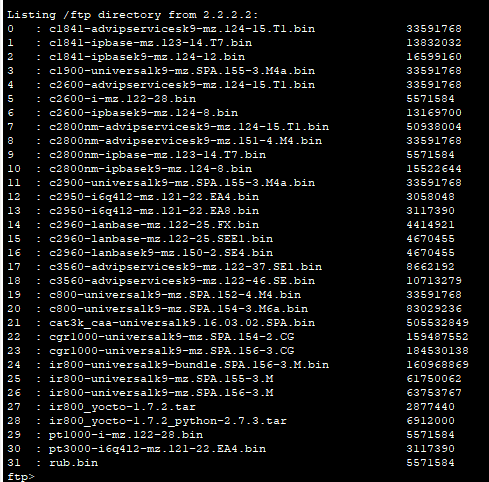 Listing /ftp directory from 2.2.2.2:
0 : c1841-advipservicesk9-mz.124-15.T1.bin 33591768
1 : c1841-ipbase-mz.123-14.T7.bin 13832032
2 : c1841-ipbasek9-mz.124-12.bin 16599160
3 : c1900-universalk9-mz.SPA.155-3.M4a.bin 33591768
4 : c2600-advipservicesk9-mz.124-15.T1.bin 33591768
5 : c2600-i-mz.122-28.bin 5571584
6 : c2600-ipbasek9-mz.124-8.bin 13169700
7 : c2800nm-advipservicesk9-mz.124-15.T1.bin 50938004
8 : c2800nm-advipservicesk9-mz.151-4.M4.bin 33591768
9 : c2800nm-ipbase-mz.123-14.T7.bin 5571584
10 : c2800nm-ipbasek9-mz.124-8.bin 15522644
11 : c2900-universalk9-mz.SPA.155-3.M4a.bin 33591768
12 : c2950-i6q4l2-mz.121-22.EA4.bin 3058048
13 : c2950-i6q4l2-mz.121-22.EA8.bin 3117390
14 : c2960-lanbase-mz.122-25.FX.bin 4414921
15 : c2960-lanbase-mz.122-25.SEE1.bin 4670455
16 : c2960-lanbasek9-mz.150-2.SE4.bin 4670455
17 : c3560-advipservicesk9-mz.122-37.SE1.bin 8662192
18 : c3560-advipservicesk9-mz.122-46.SE.bin 10713279
19 : c800-universalk9-mz.SPA.152-4.M4.bin 33591768
20 : c800-universalk9-mz.SPA.154-3.M6a.bin 83029236
21 : cat3k_caa-universalk9.16.03.02.SPA.bin 505532849
22 : cgr1000-universalk9-mz.SPA.154-2.CG 159487552
23 : cgr1000-universalk9-mz.SPA.156-3.CG 184530138
24 : ir800-universalk9-bundle.SPA.156-3.M.bin 160968869
25 : ir800-universalk9-mz.SPA.155-3.M 61750062
26 : ir800-universalk9-mz.SPA.156-3.M 63753767
27 : ir800_yocto-1.7.2.tar 2877440
28 : ir800_yocto-1.7.2_python-2.7.3.tar 6912000
29 : pt1000-i-mz.122-28.bin 5571584
30 : pt3000-i6q4l2-mz.121-22.EA4.bin 3117390
31 : rub.bin 5571584
ftp>